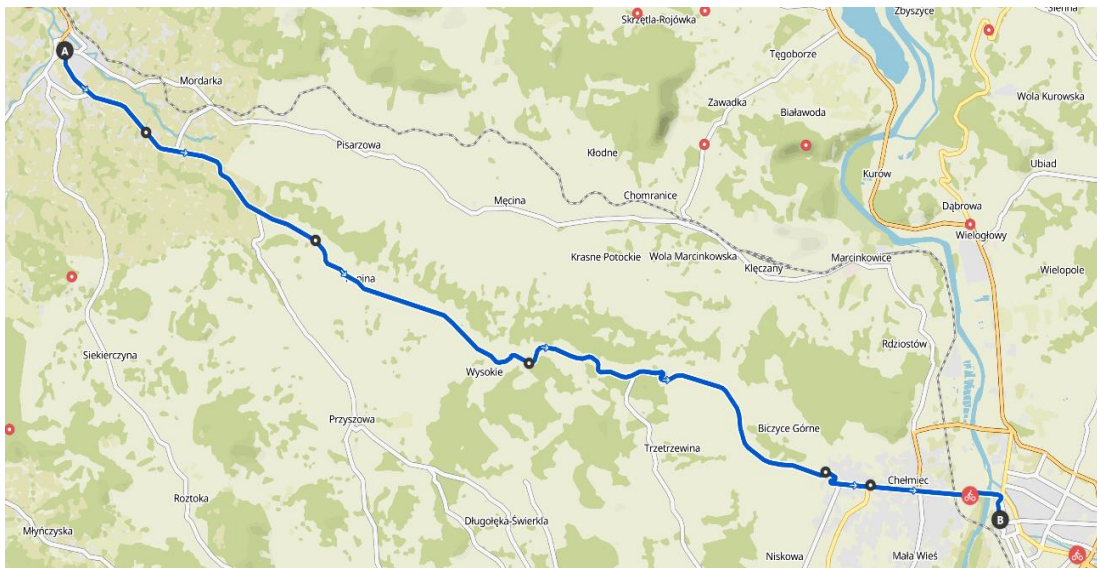 Skrzętla-Rojówka
Zbyszyce
Sienna
A
Tęgoborze
Mordarka
Wola Kurowska
Zawadka
Białawoda
Pisarzowa
Kłodne
Ubiad
Kurów
Chomranice
Męcina
Dąbrowa
Wielogłowy
Krasne Potockie
Wola Marcinkowska
Marcinkowice
Klęczany
Wielopole
Rdziostów
Siekierczyna
Wysokie
Przyszowa
Biczyce Górne
Trzetrzewina
Chełmiec
Roztoka
Długołęka-Świerkla
B
Młyńczyska
Niskowa
Mała Wieś